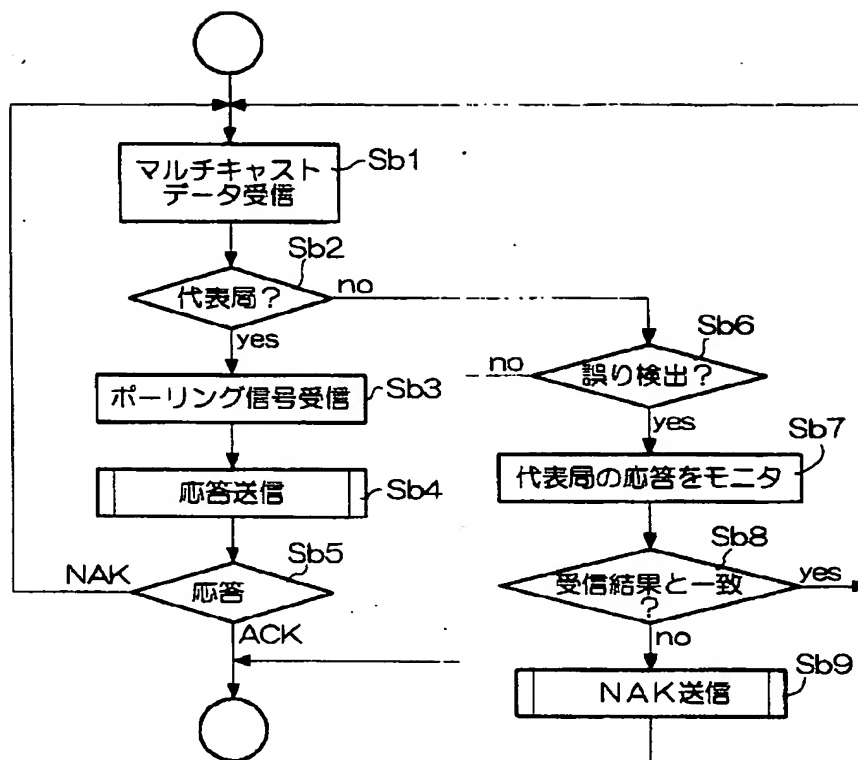 マルチキャスト
データ受信
Sb1
代表局?
Sb2
no
yes
ポーリング信号受信
Sb3
応答送信
Sb4
応答
Sb5
NAK
ACK
誤り検出?
Sb6
no
yes
代表局の応答をモニタ
Sb7
受信結果と一致
?
Sb8
yes
no
NAK送信
Sb9